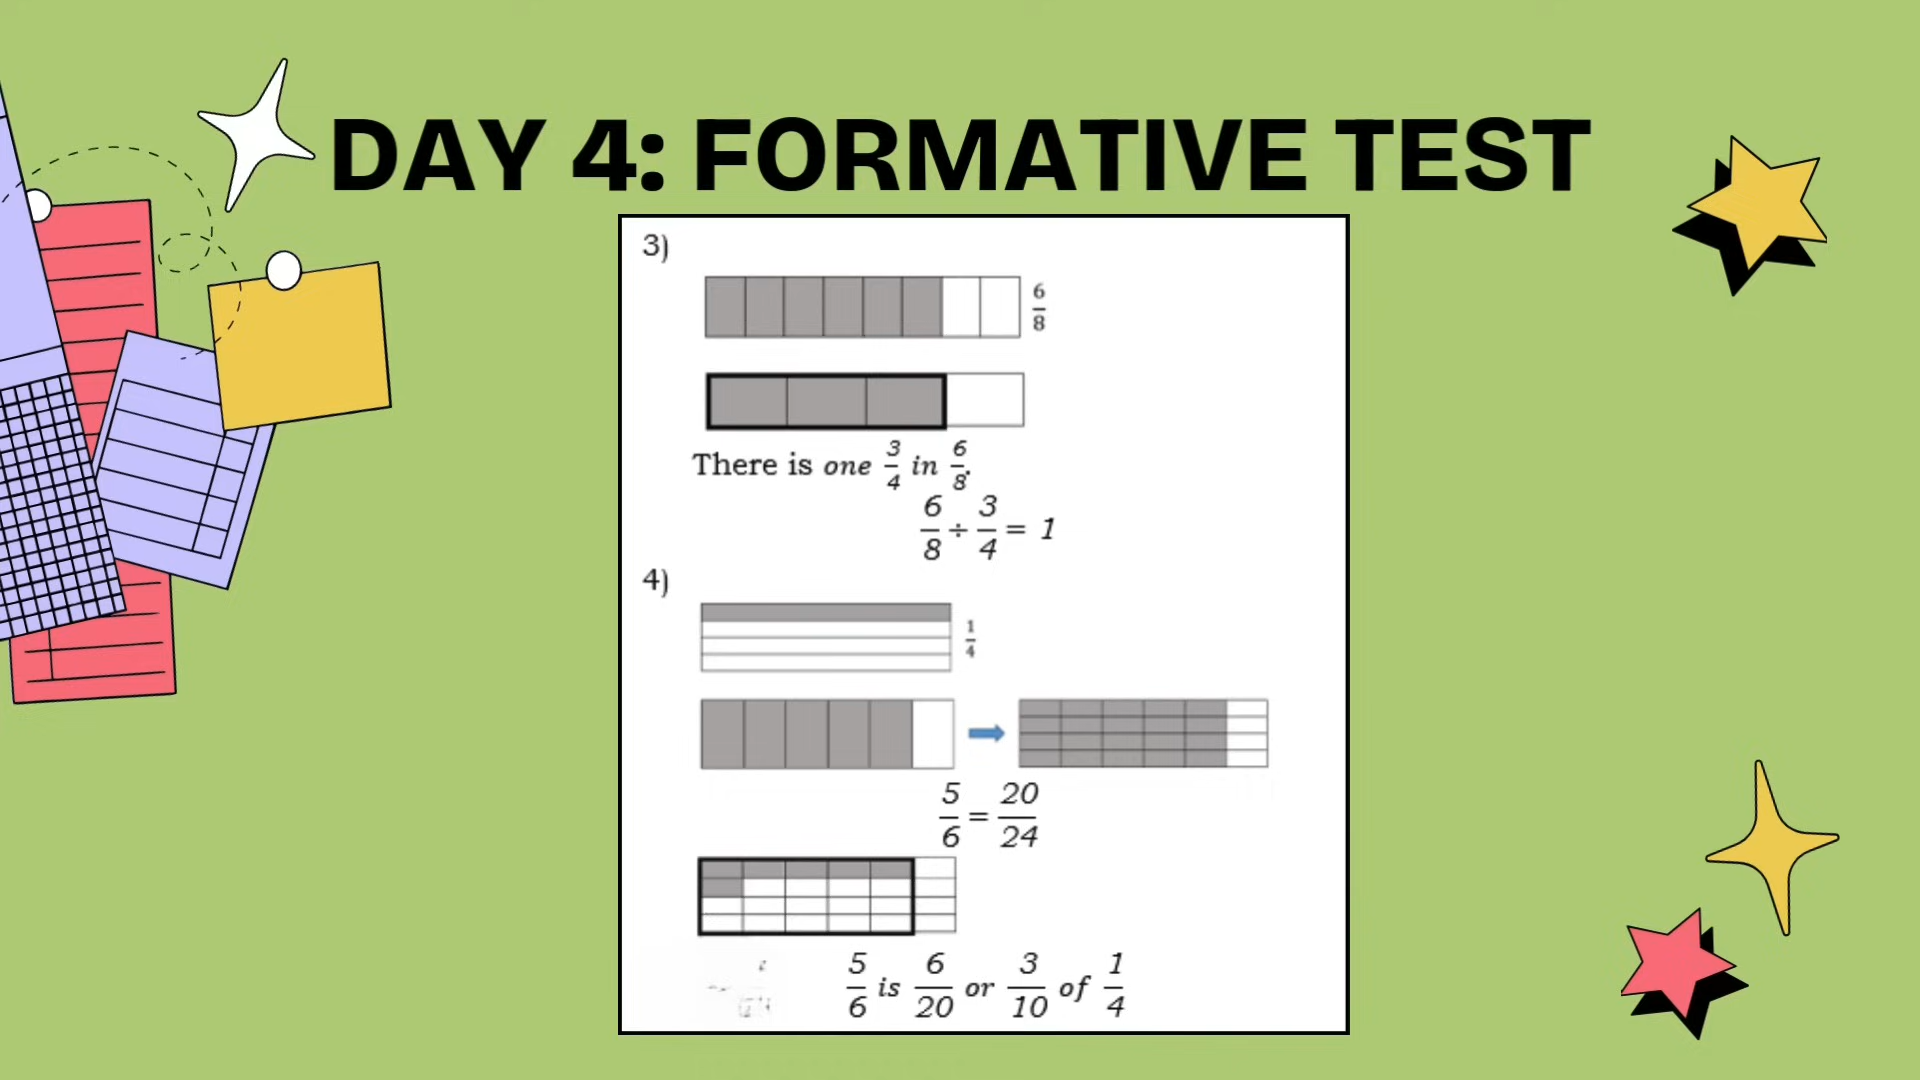 DAY 4: FORMATIVE TEST
3)
6/8
There is one 3/4 in 6/8.
6/8 ÷ 3/4 = 1
4)
1/4
5/6 = 20/24
5/6 is 6/20 or 3/10 of 1/4